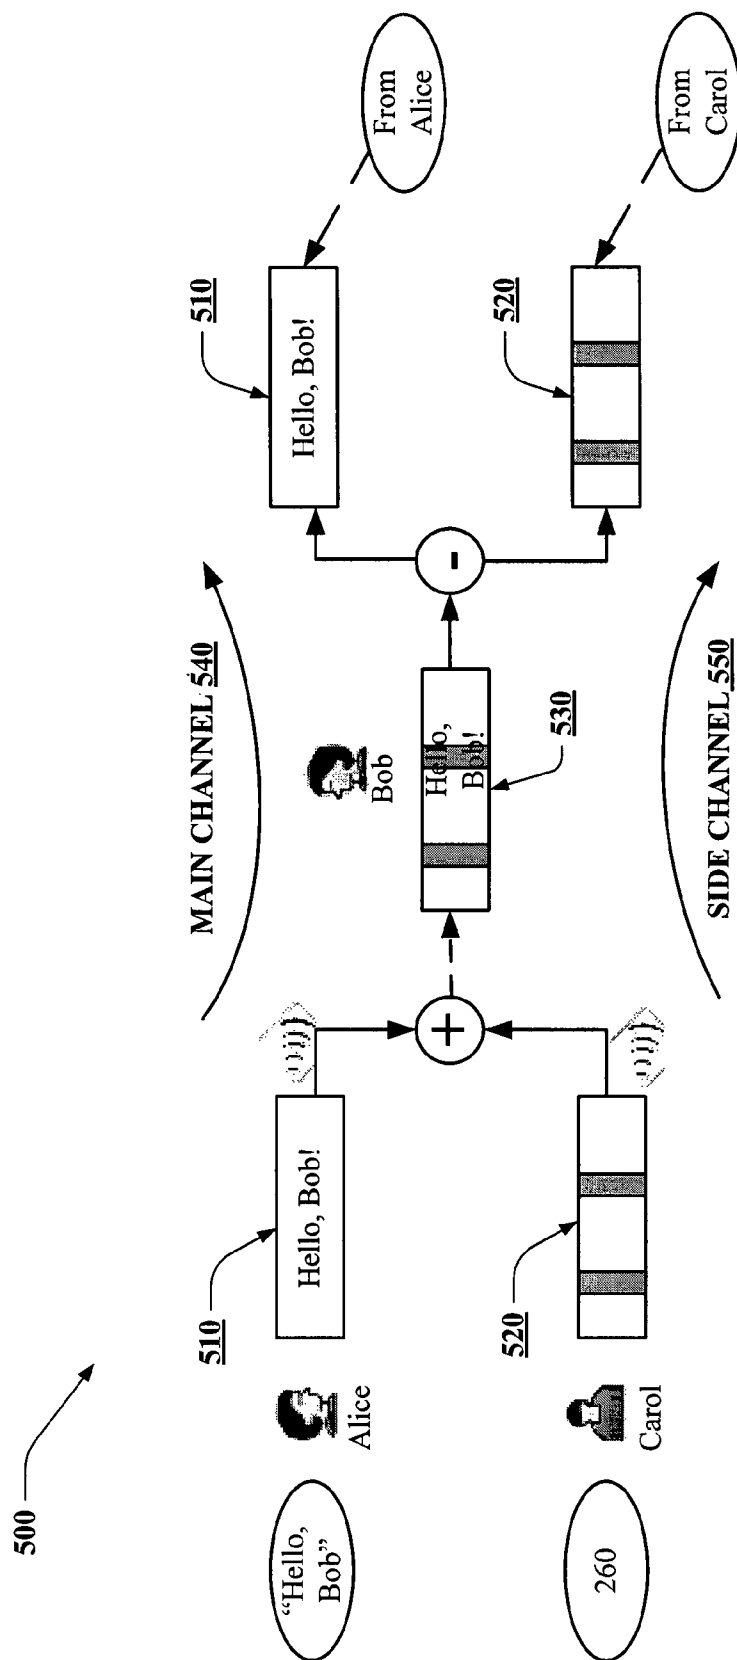 500
“Hello,
Bob”
Alice
510
Hello, Bob!
MAIN CHANNEL 540
+
Bob
Hello,
Bob!
530
-
510
Hello, Bob!
From
Alice
260
Carol
520
SIDE CHANNEL 550
520
From
Carol